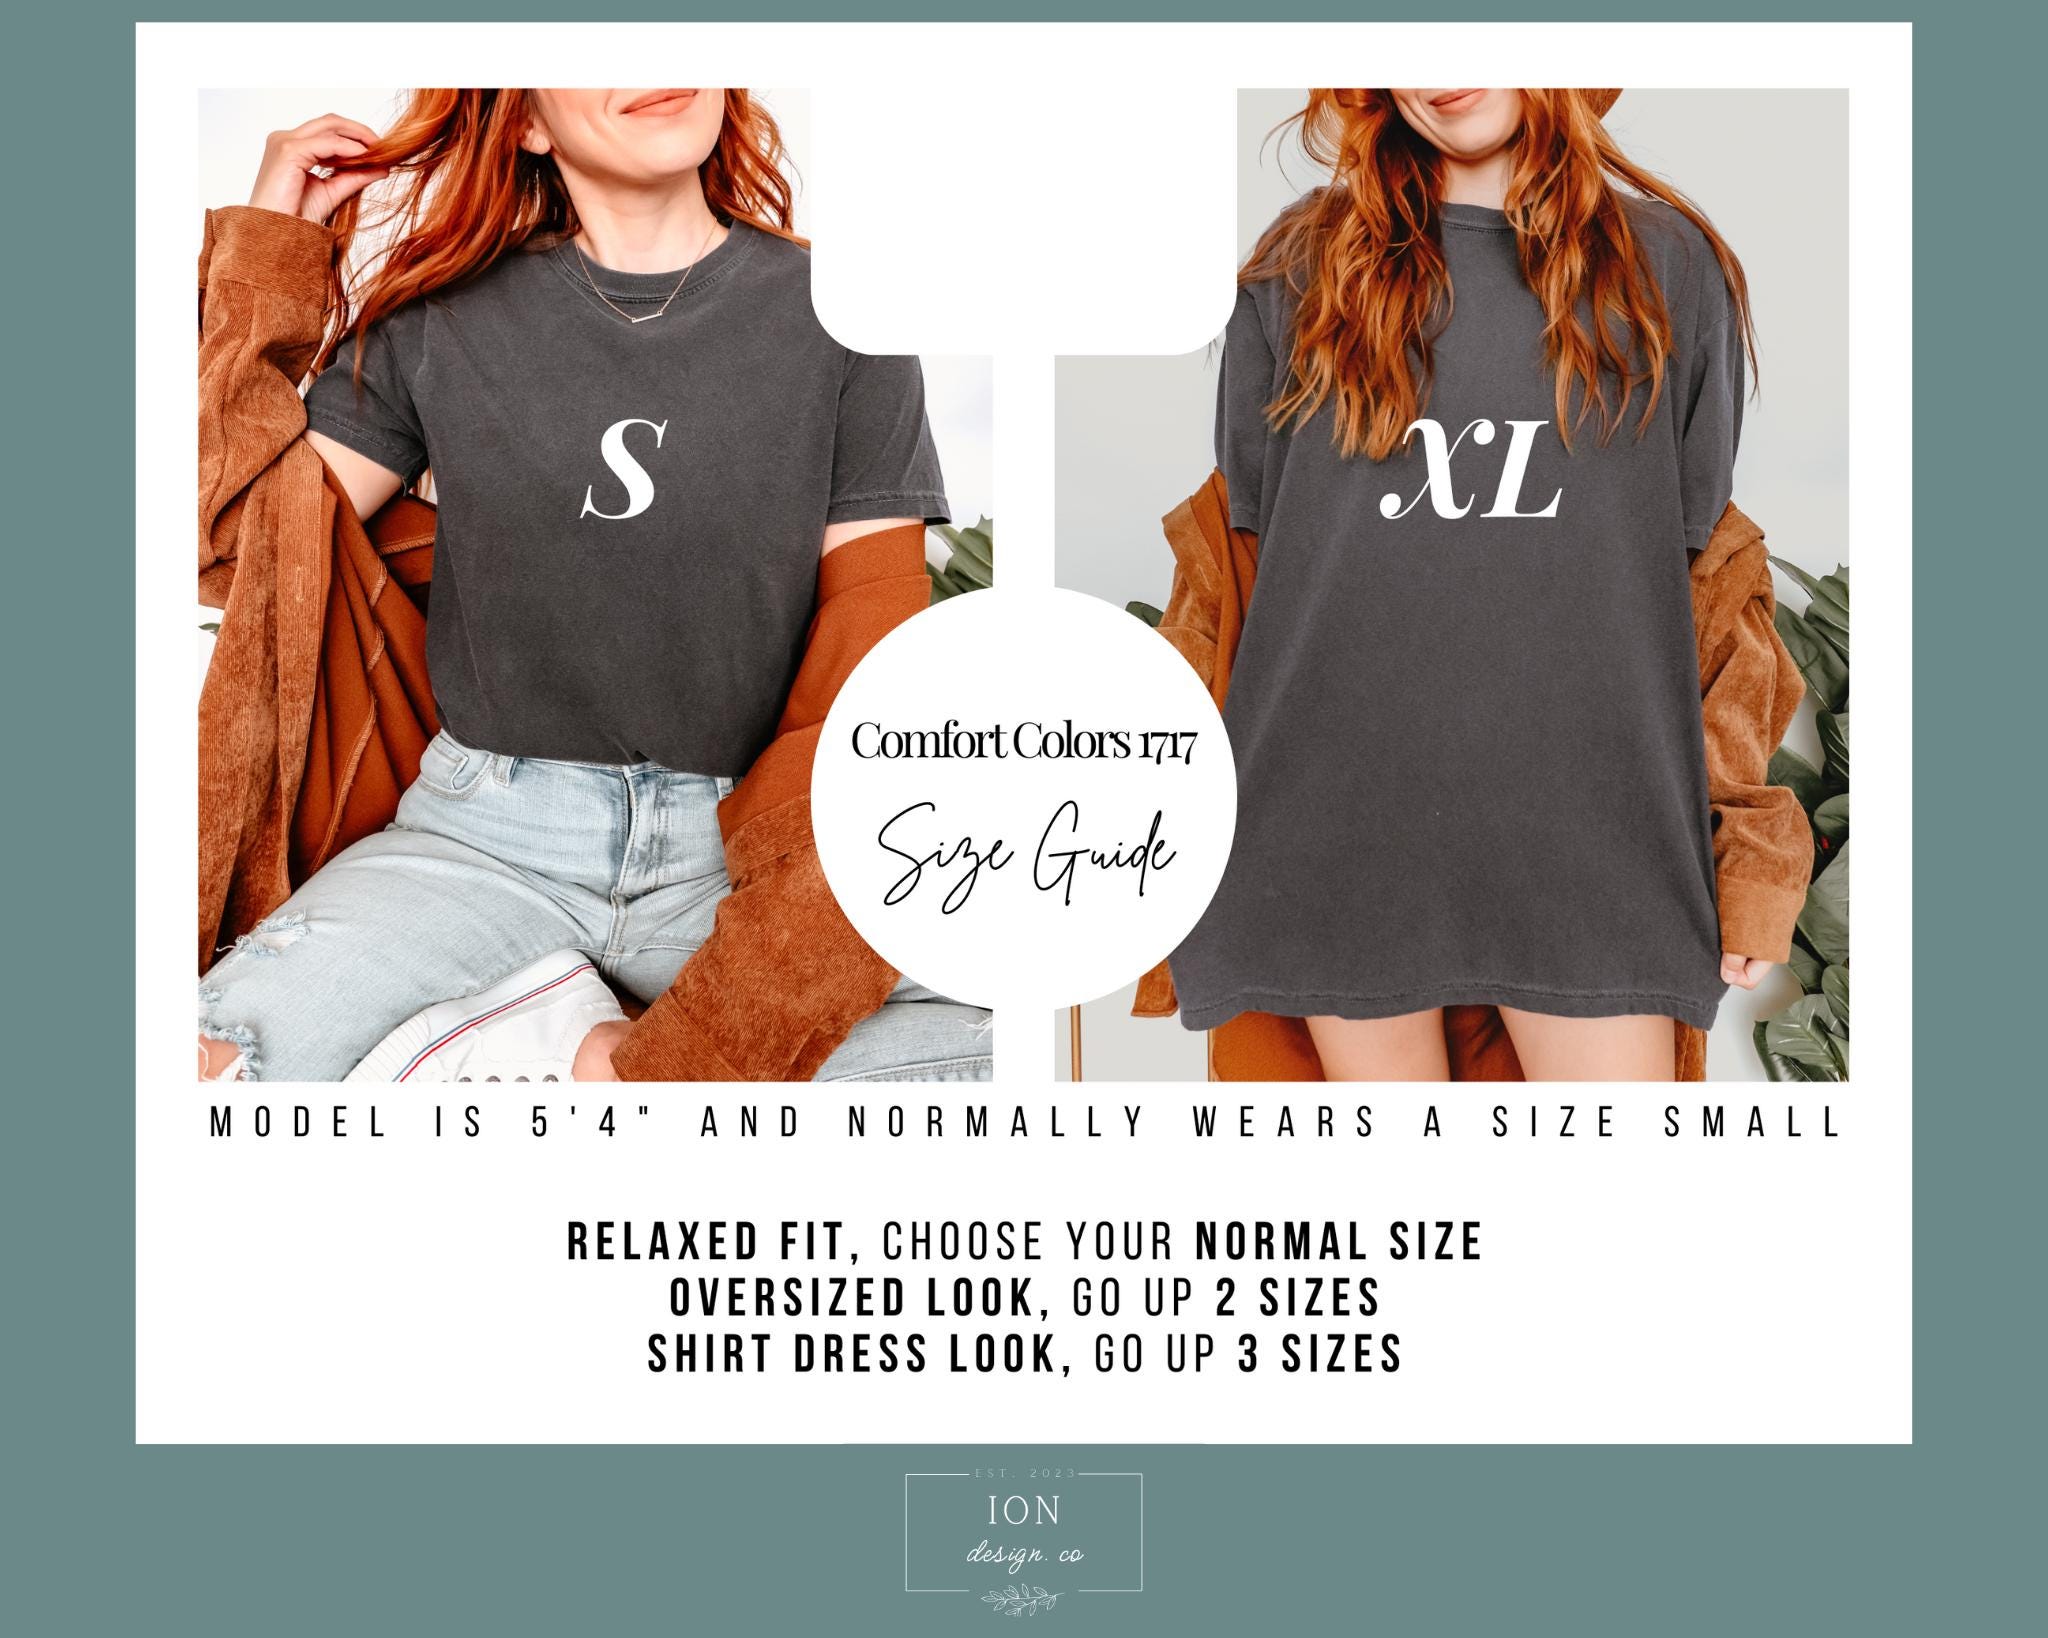 S
XL
Comfort Colors 1717
Size Guide
MODEL IS 5'4" AND NORMALLY WEARS A SIZE SMALL
RELAXED FIT, CHOOSE YOUR NORMAL SIZE
OVERSIZED LOOK, GO UP 2 SIZES
SHIRT DRESS LOOK, GO UP 3 SIZES
EST. 2023
ION
design. co